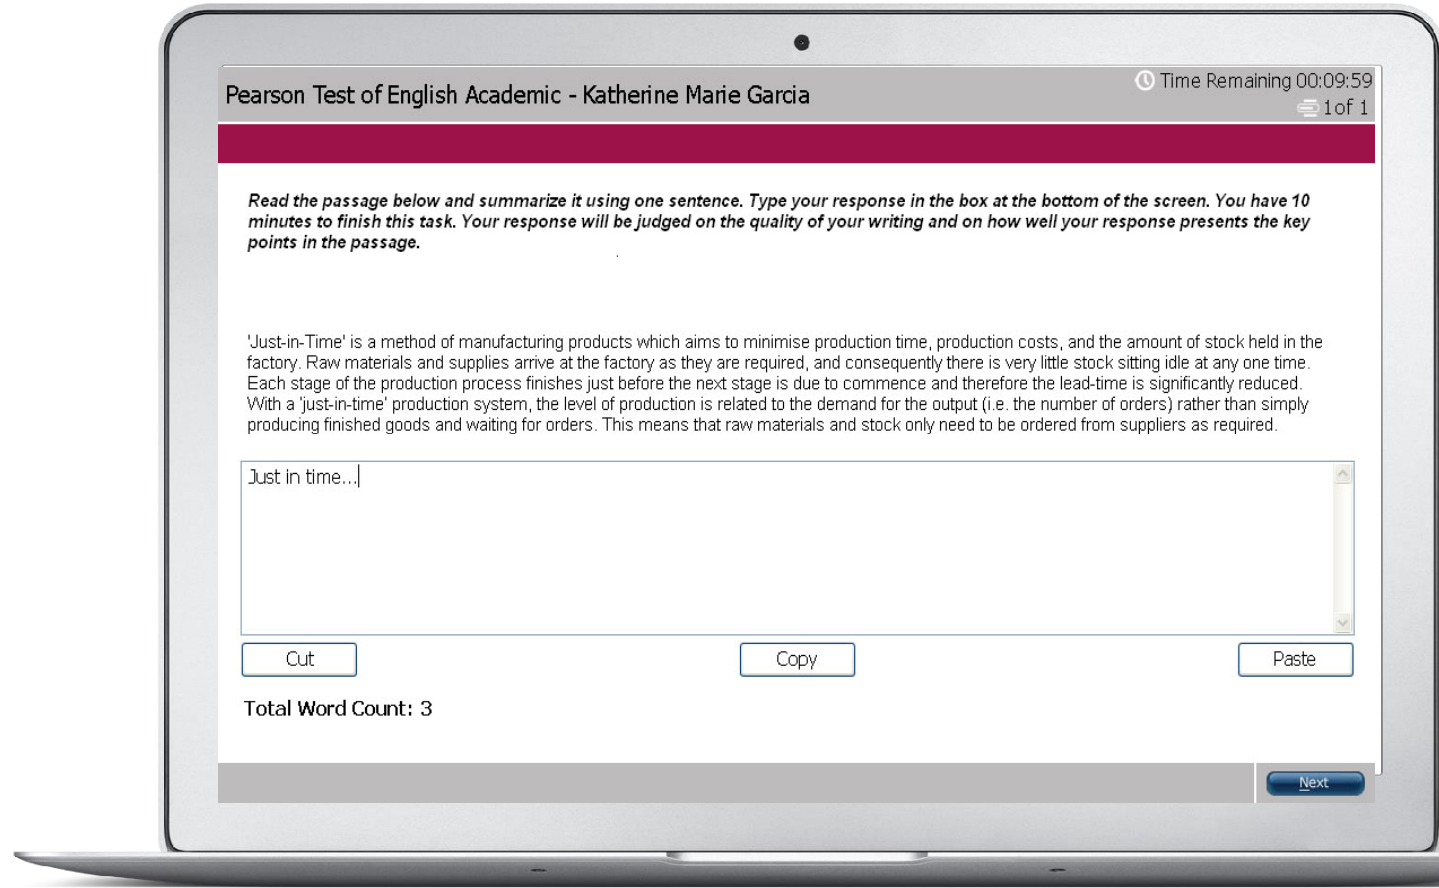 Pearson Test of English Academic - Katherine Marie Garcia
Time Remaining 00:09:59
1of 1
Read the passage below and summarize it using one sentence. Type your response in the box at the bottom of the screen. You have 10
minutes to finish this task. Your response will be judged on the quality of your writing and on how well your response presents the key
points in the passage.
'Just-in-Time' is a method of manufacturing products which aims to minimise production time, production costs, and the amount of stock held in the
factory. Raw materials and supplies arrive at the factory as they are required, and consequently there is very little stock sitting idle at any one time.
Each stage of the production process finishes just before the next stage is due to commence and therefore the lead-time is significantly reduced.
With a 'just-in-time' production system, the level of production is related to the demand for the output (i.e. the number of orders) rather than simply
producing finished goods and waiting for orders. This means that raw materials and stock only need to be ordered from suppliers as required.
Just in time...
Cut
Copy
Paste
Total Word Count: 3
Next